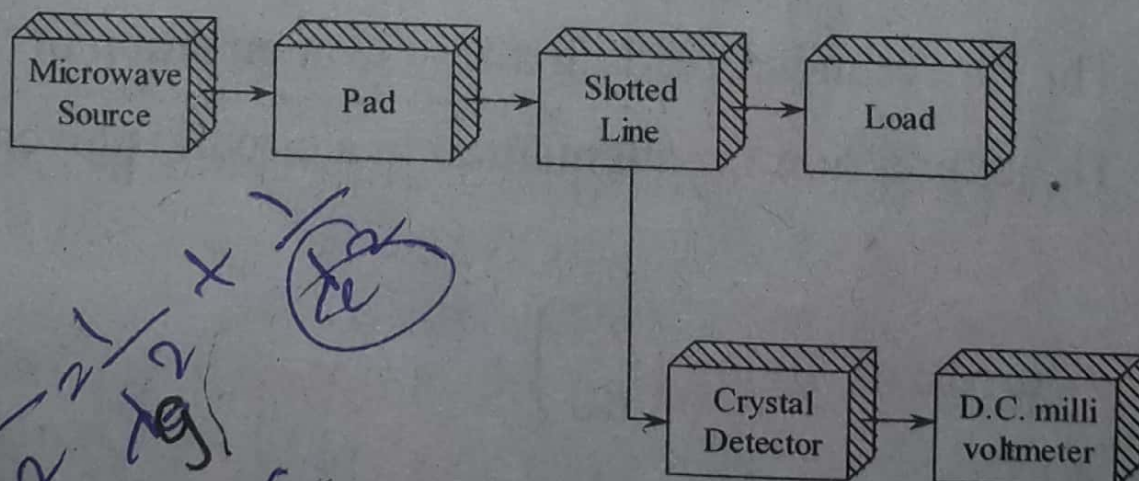 Microwave
Source
Pad
Slotted
Line
Load
Crystal
Detector
D.C. milli
voltmeter